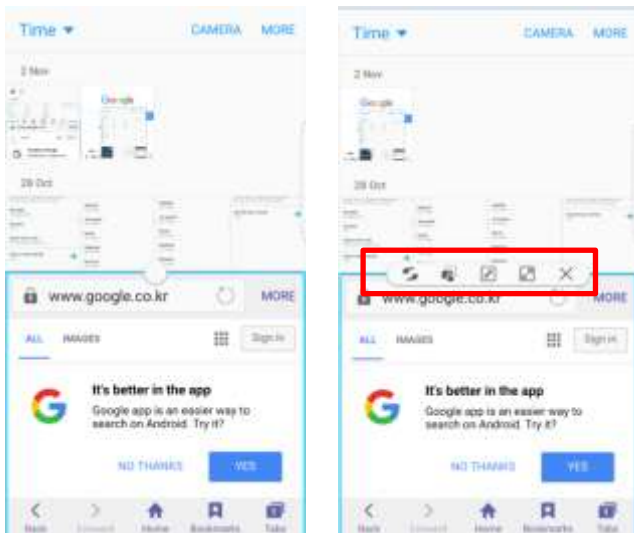 Time
CAMERA MORE
2 Nov
Google
28 Oct
www.google.co.kr
MORE
ALL IMAGES
Sign in
It's better in the app
Google app is an easier way to
search on Android. Try it?
NO THANKS YES
Back Forward Home Bookmarks Tabs
Time
CAMERA MORE
2 Nov
Google
28 Oct
www.google.co.kr
MORE
ALL IMAGES
Sign in
It's better in the app
Google app is an easier way to
search on Android. Try it?
NO THANKS YES
Back Forward Home Bookmarks Tabs